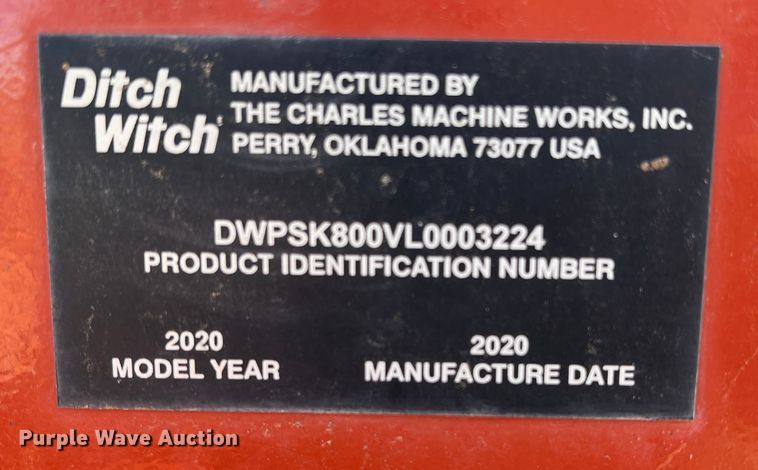 Ditch Witch
MANUFACTURED BY
THE CHARLES MACHINE WORKS, INC.
PERRY, OKLAHOMA 73077 USA
DWPSK800VL0003224
PRODUCT IDENTIFICATION NUMBER
2020
MODEL YEAR
2020
MANUFACTURE DATE
Purple Wave Auction